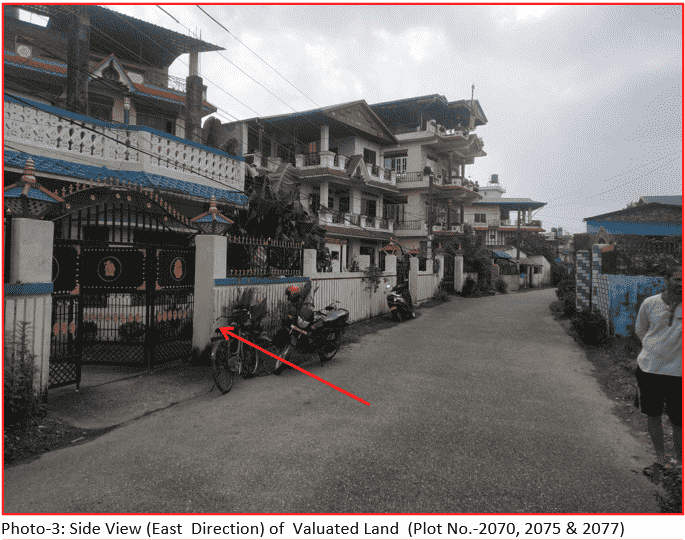 Photo-3: Side View (East Direction) of Valuated Land (Plot No.-2070, 2075 & 2077)